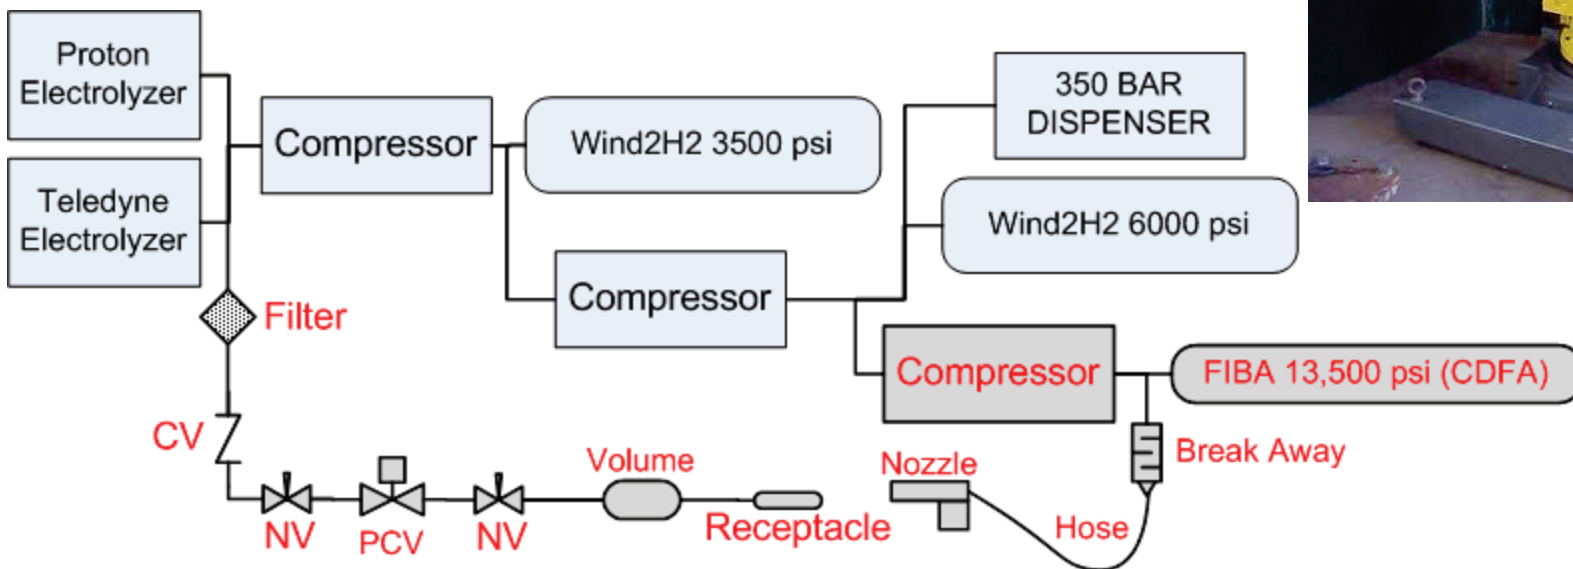 Proton
Electrolyzer
Teledyne
Electrolyzer
Compressor
Wind2H2 3500 psi
350 BAR
DISPENSER
Wind2H2 6000 psi
Compressor
Filter
Compressor
FIBA 13,500 psi (CDFA)
CV
Break Away
Volume
Nozzle
NV
PCV
NV
Receptacle
Hose